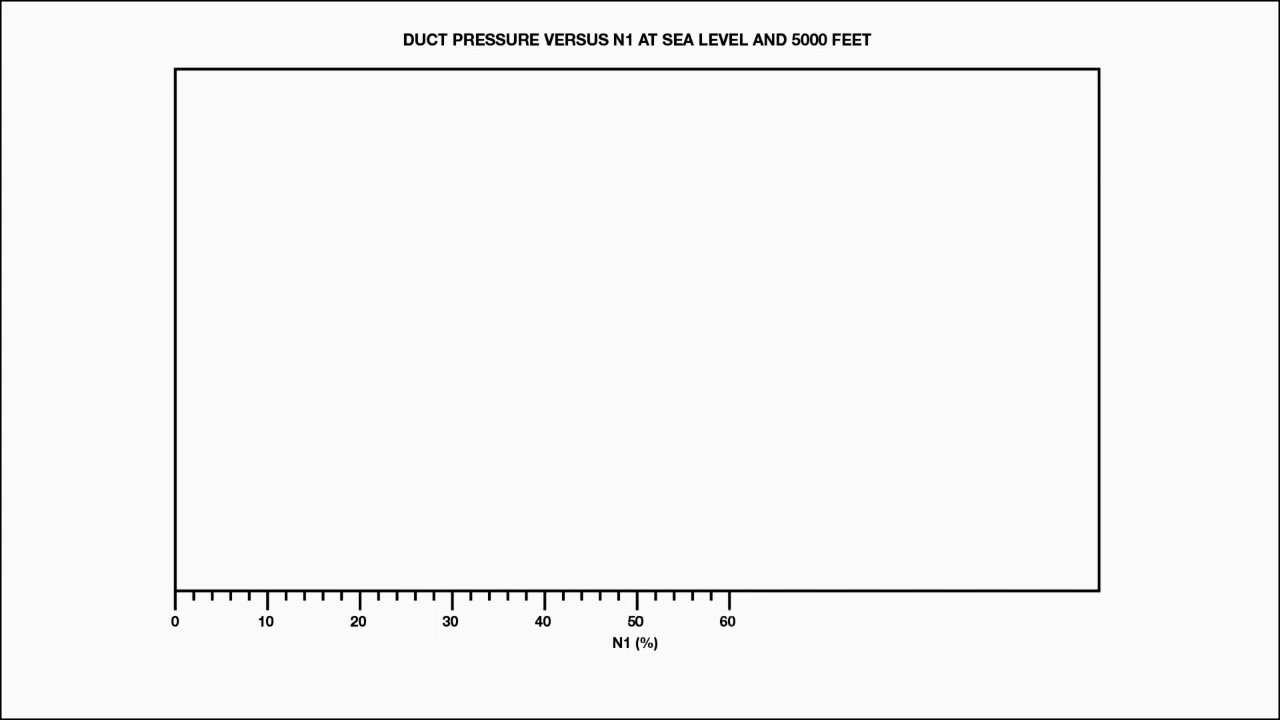 DUCT PRESSURE VERSUS N1 AT SEA LEVEL AND 5000 FEET
0 10 20 30 40 50 60
N1 (%)